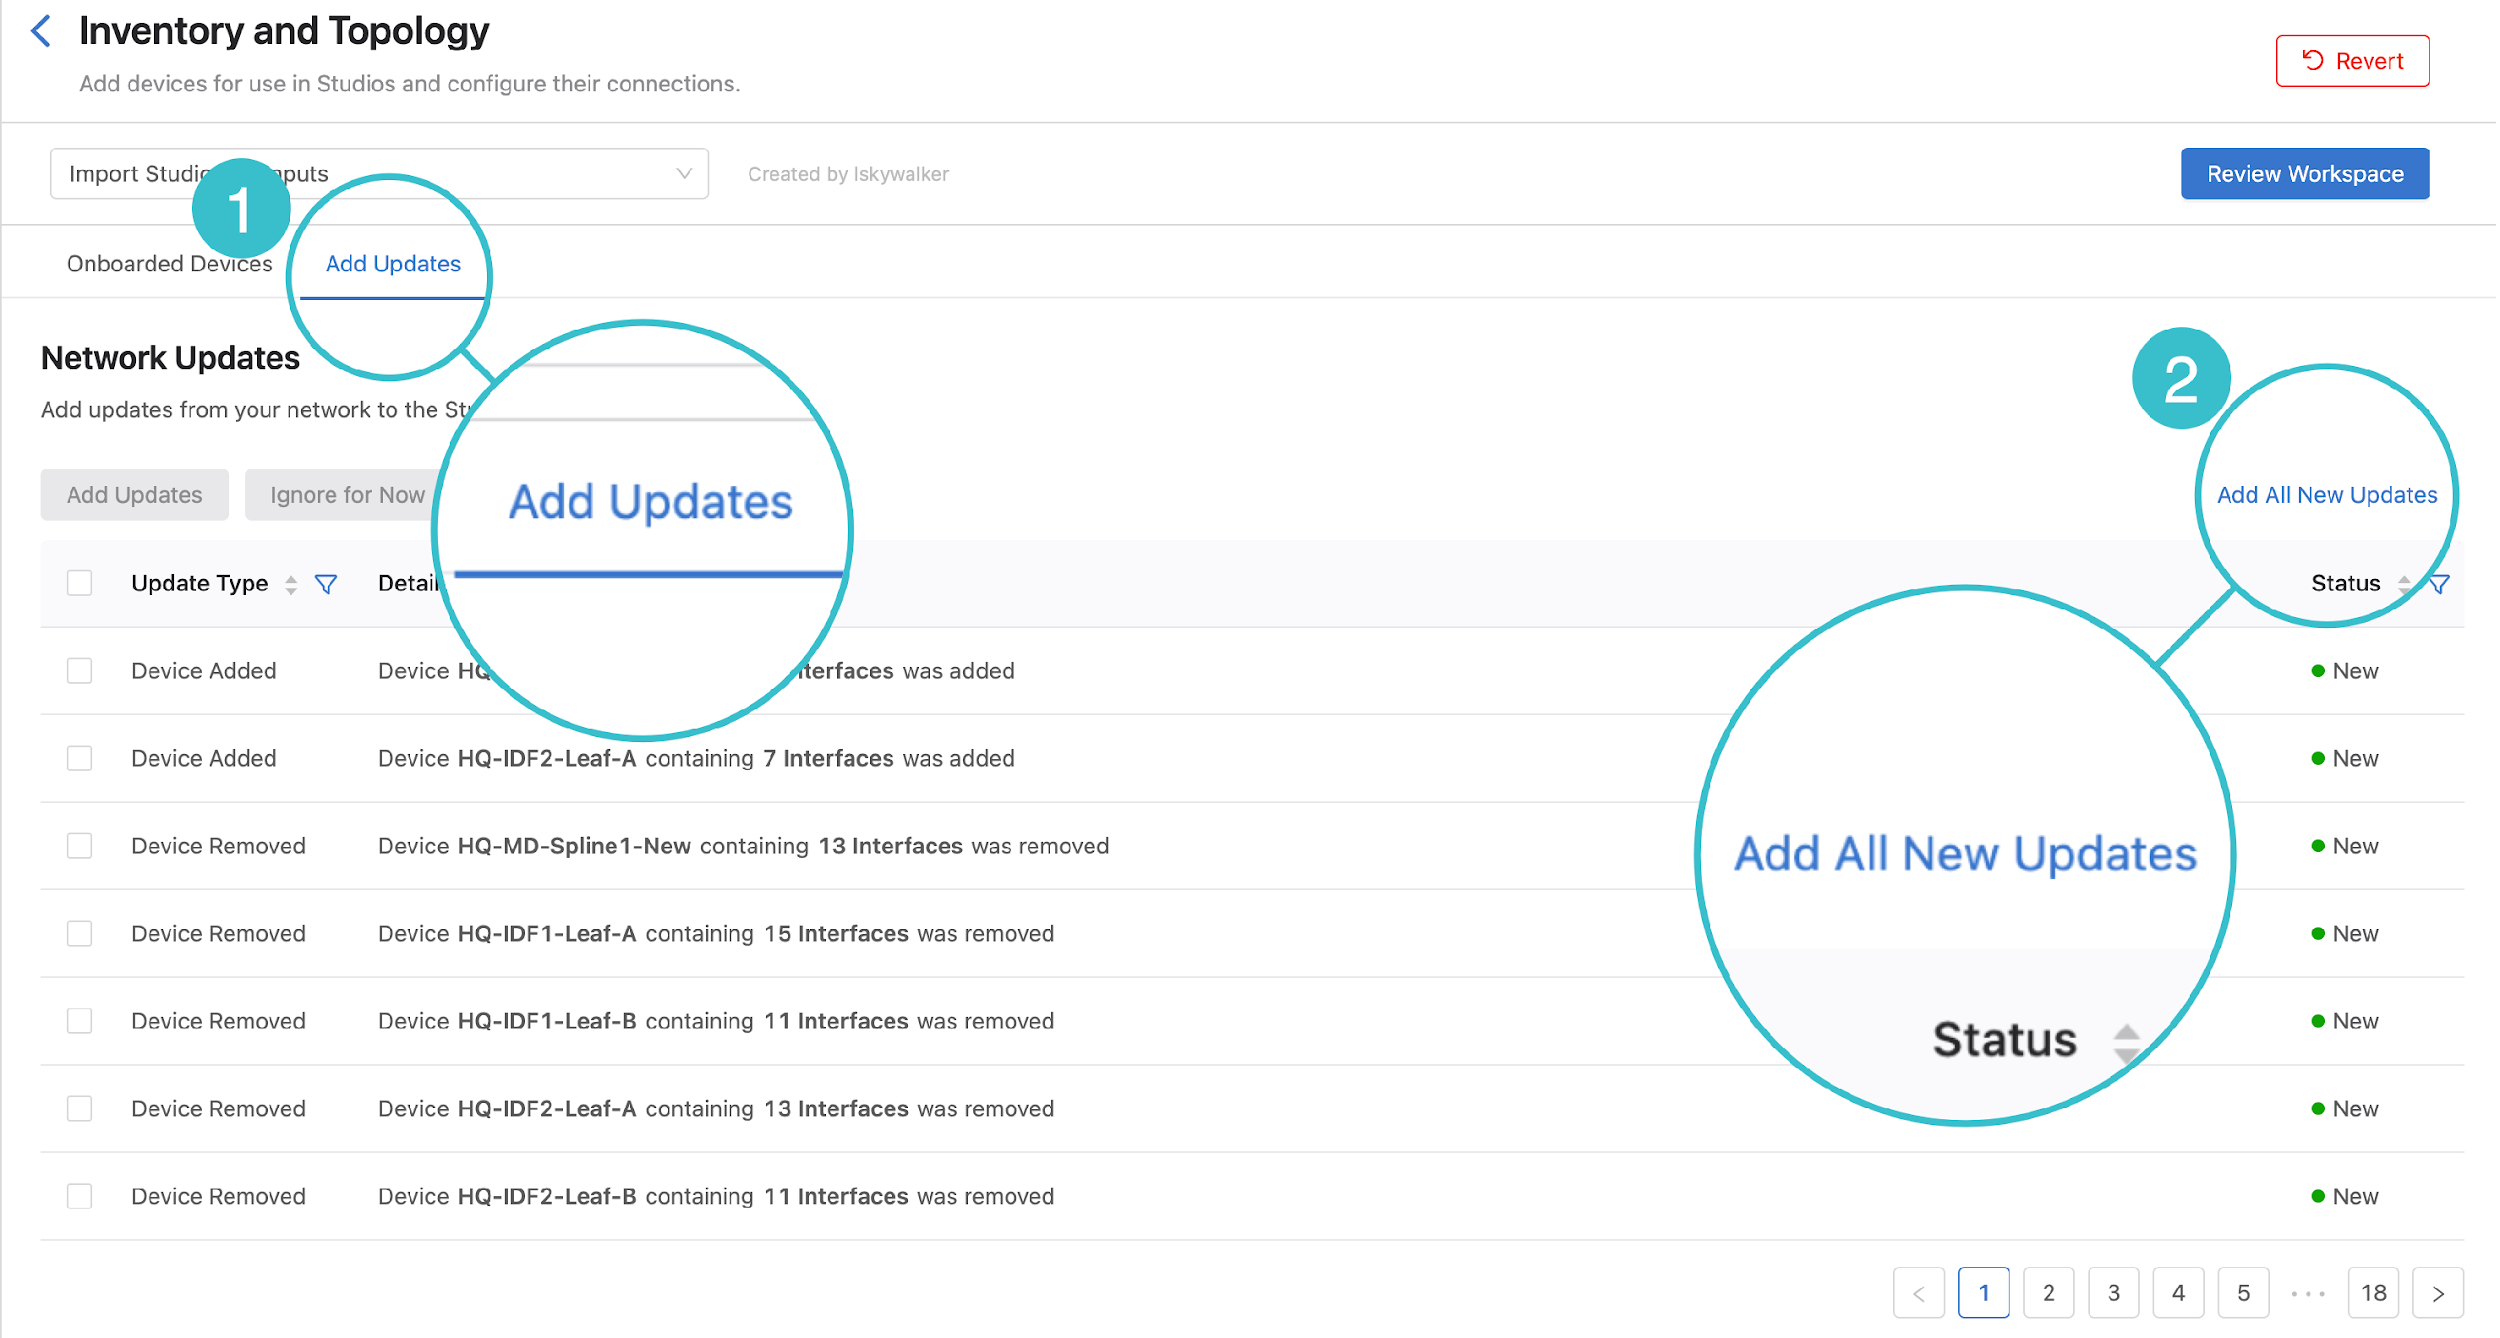 Inventory and Topology
Add devices for use in Studios and configure their connections.
Revert
Import Studio
Created by lskywalker
Review Workspace
1
Onboarded Devices
Add Updates
2
Network Updates
Add updates from your network to the
Add Updates
Ignore for Now
Add Updates
Add All New Updates
Update Type
Status
Device Added
Device was added
New
Device Added
Device HQ-IDF2-Leaf-A containing 7 Interfaces was added
New
Device Removed
Device HQ-MD-Spline1-New containing 13 Interfaces was removed
New
Add All New Updates
Device Removed
Device HQ-IDF1-Leaf-A containing 15 Interfaces was removed
New
Device Removed
Device HQ-IDF1-Leaf-B containing 11 Interfaces was removed
New
Status
Device Removed
Device HQ-IDF2-Leaf-A containing 13 Interfaces was removed
New
Device Removed
Device HQ-IDF2-Leaf-B containing 11 Interfaces was removed
New
< 1 2 3 4 5 ••• 18 >